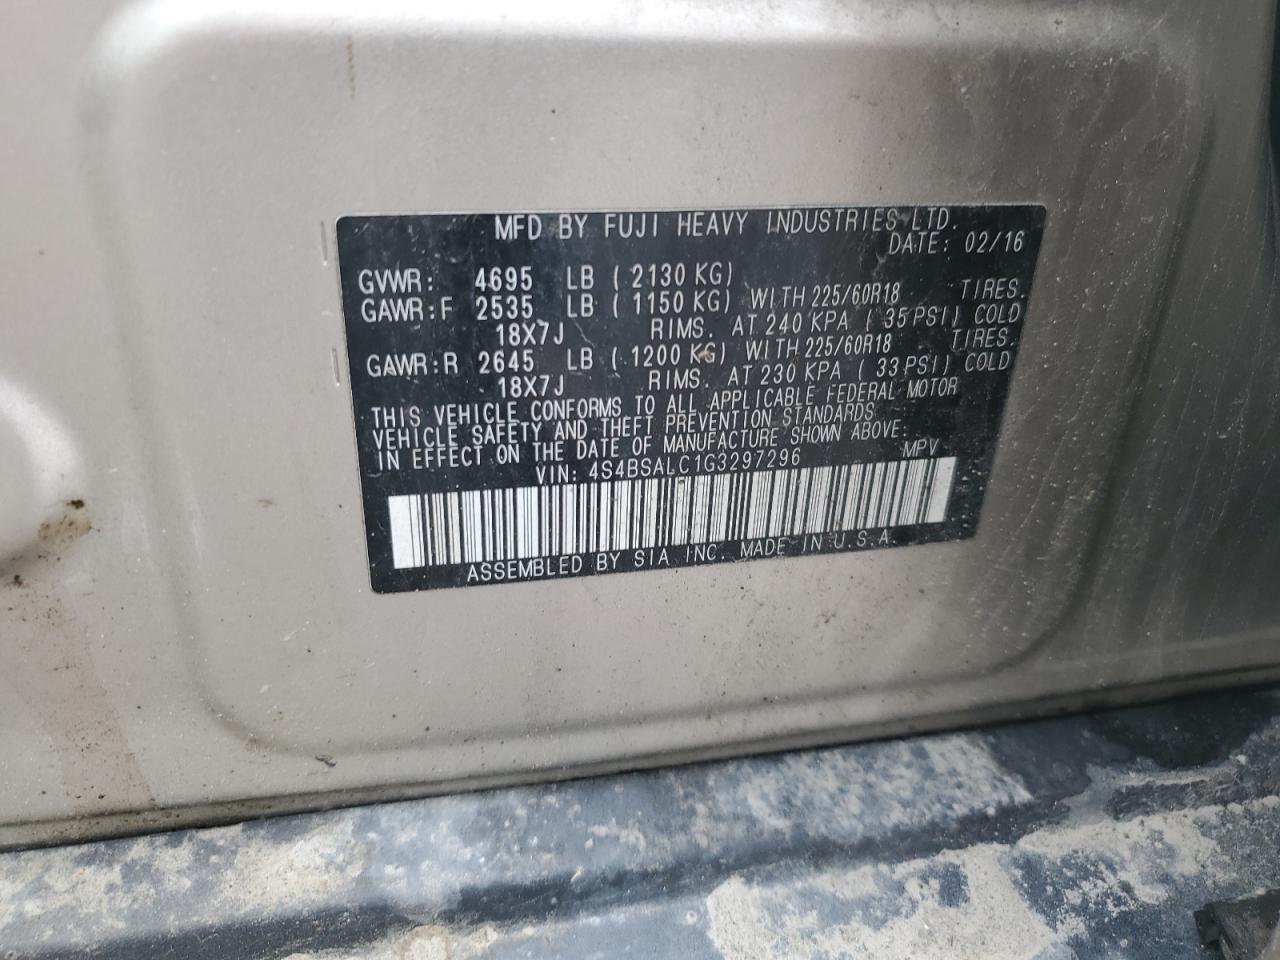 MFD BY FUJI HEAVY INDUSTRIES LTD.
DATE: 02/16
GVWR: 4695 LB (2130 KG)
GAWR:F 2535 LB (1150 KG) WITH 225/60R18 TIRES.
18X7J RIMS. AT 240 KPA (35 PSI) COLD
GAWR:R 2645 LB (1200 KG) WITH 225/60R18 TIRES.
18X7J RIMS. AT 230 KPA (33 PSI) COLD
THIS VEHICLE CONFORMS TO ALL APPLICABLE FEDERAL MOTOR
VEHICLE SAFETY AND THEFT PREVENTION STANDARDS
IN EFFECT ON THE DATE OF MANUFACTURE SHOWN ABOVE.
VIN: 4S4BSALC1G3297296 MPV
ASSEMBLED BY SIA INC. MADE IN U.S.A.